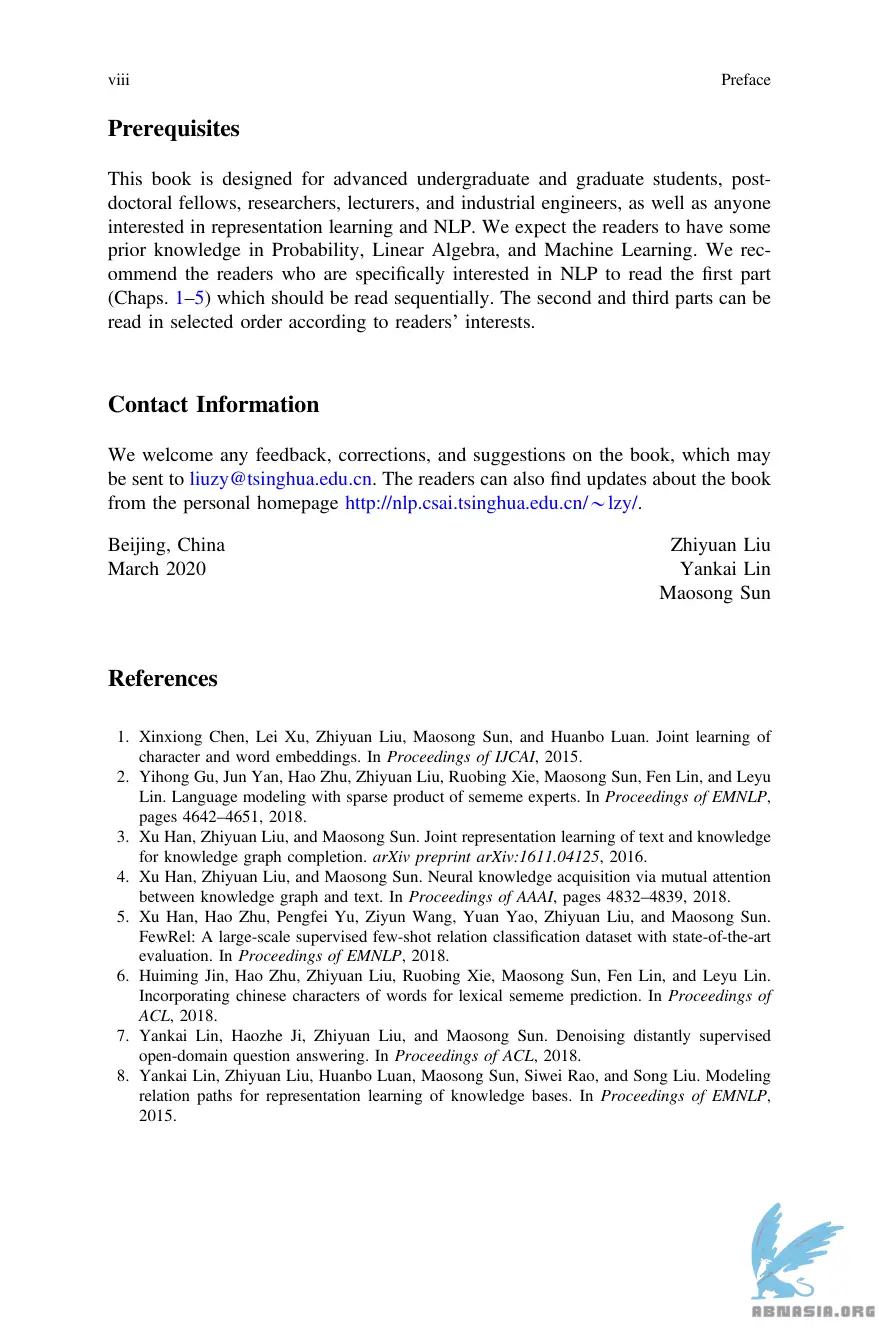 viii
Preface
Prerequisites
This book is designed for advanced undergraduate and graduate students, post-
doctoral fellows, researchers, lecturers, and industrial engineers, as well as anyone
interested in representation learning and NLP. We expect the readers to have some
prior knowledge in Probability, Linear Algebra, and Machine Learning. We rec-
ommend the readers who are specifically interested in NLP to read the first part
(Chaps. 1–5) which should be read sequentially. The second and third parts can be
read in selected order according to readers’ interests.
Contact Information
We welcome any feedback, corrections, and suggestions on the book, which may
be sent to liuzy@tsinghua.edu.cn. The readers can also find updates about the book
from the personal homepage http://nlp.csai.tsinghua.edu.cn/~lzy/.
Beijing, China
March 2020
Zhiyuan Liu
Yankai Lin
Maosong Sun
References
1. Xinxiong Chen, Lei Xu, Zhiyuan Liu, Maosong Sun, and Huanbo Luan. Joint learning of
character and word embeddings. In Proceedings of IJCAI, 2015.
2. Yihong Gu, Jun Yan, Hao Zhu, Zhiyuan Liu, Ruobing Xie, Maosong Sun, Fen Lin, and Leyu
Lin. Language modeling with sparse product of sememe experts. In Proceedings of EMNLP,
pages 4642–4651, 2018.
3. Xu Han, Zhiyuan Liu, and Maosong Sun. Joint representation learning of text and knowledge
for knowledge graph completion. arXiv preprint arXiv:1611.04125, 2016.
4. Xu Han, Zhiyuan Liu, and Maosong Sun. Neural knowledge acquisition via mutual attention
between knowledge graph and text. In Proceedings of AAAI, pages 4832–4839, 2018.
5. Xu Han, Hao Zhu, Pengfei Yu, Ziyun Wang, Yuan Yao, Zhiyuan Liu, and Maosong Sun.
FewRel: A large-scale supervised few-shot relation classification dataset with state-of-the-art
evaluation. In Proceedings of EMNLP, 2018.
6. Huiming Jin, Hao Zhu, Zhiyuan Liu, Ruobing Xie, Maosong Sun, Fen Lin, and Leyu Lin.
Incorporating chinese characters of words for lexical sememe prediction. In Proceedings of
ACL, 2018.
7. Yankai Lin, Haozhe Ji, Zhiyuan Liu, and Maosong Sun. Denoising distantly supervised
open-domain question answering. In Proceedings of ACL, 2018.
8. Yankai Lin, Zhiyuan Liu, Huanbo Luan, Maosong Sun, Siwei Rao, and Song Liu. Modeling
relation paths for representation learning of knowledge bases. In Proceedings of EMNLP,
2015.
ABNASIA.ORG